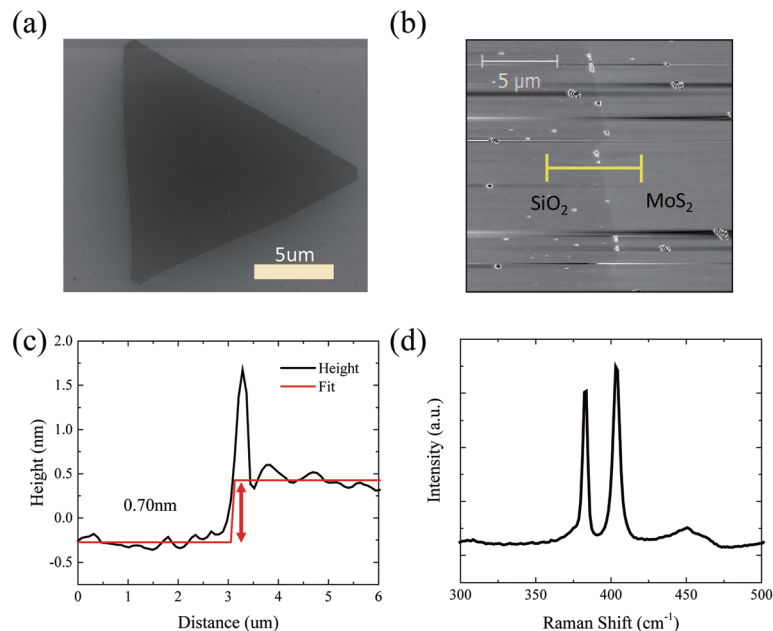 (a)
5um
(b)
5 μm
SiO₂
MoS₂
(c)
2.0
1.5
1.0
0.5
0.0
-0.5
Height (nm)
Height
Fit
0.70nm
0 1 2 3 4 5 6
Distance (um)
(d)
Intensity (a.u.)
300 350 400 450 500
Raman Shift (cm⁻¹)